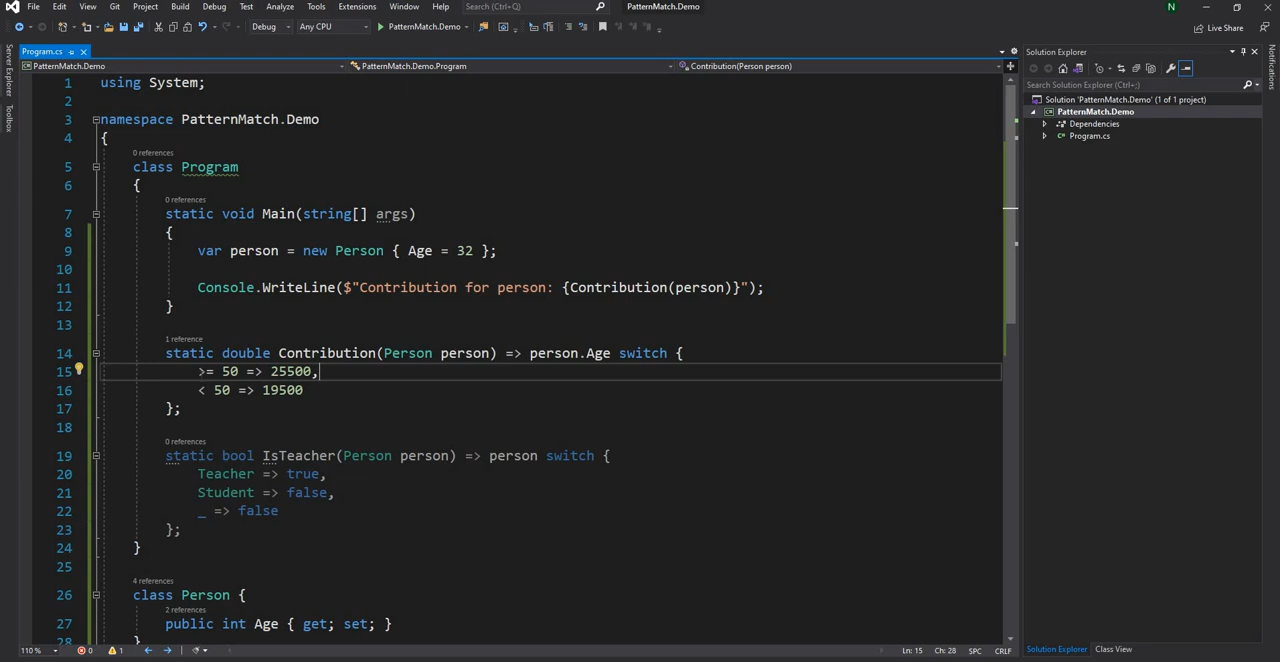 File Edit View Git Project Build Debug Test Analyze Tools Extensions Window Help Search (Ctrl+Q) PatternMatch.Demo N
Debug Any CPU PatternMatch.Demo Live Share
Program.cs
PatternMatch.Demo PatternMatch.Demo.Program Contribution(Person person)
Server Explorer
Toolbox
1 using System;
2
3 namespace PatternMatch.Demo
4 {
0 references
5 class Program
6 {
0 references
7 static void Main(string[] args)
8 {
9 var person = new Person { Age = 32 };
10
11 Console.WriteLine($"Contribution for person: {Contribution(person)}");
12 }
13
1 reference
14 static double Contribution(Person person) => person.Age switch {
15 >= 50 => 25500,
16 < 50 => 19500
17 };
18
0 references
19 static bool IsTeacher(Person person) => person switch {
20 Teacher => true,
21 Student => false,
22 _ => false
23 };
24 }
25
4 references
26 class Person {
2 references
27 public int Age { get; set; }
28 }
110 % 0 1 Ln: 15 Ch: 28 SPC CRLF
Solution Explorer
Search Solution Explorer (Ctrl+;)
Solution 'PatternMatch.Demo' (1 of 1 project)
PatternMatch.Demo
Dependencies
C# Program.cs
Solution Explorer Class View
Notifications